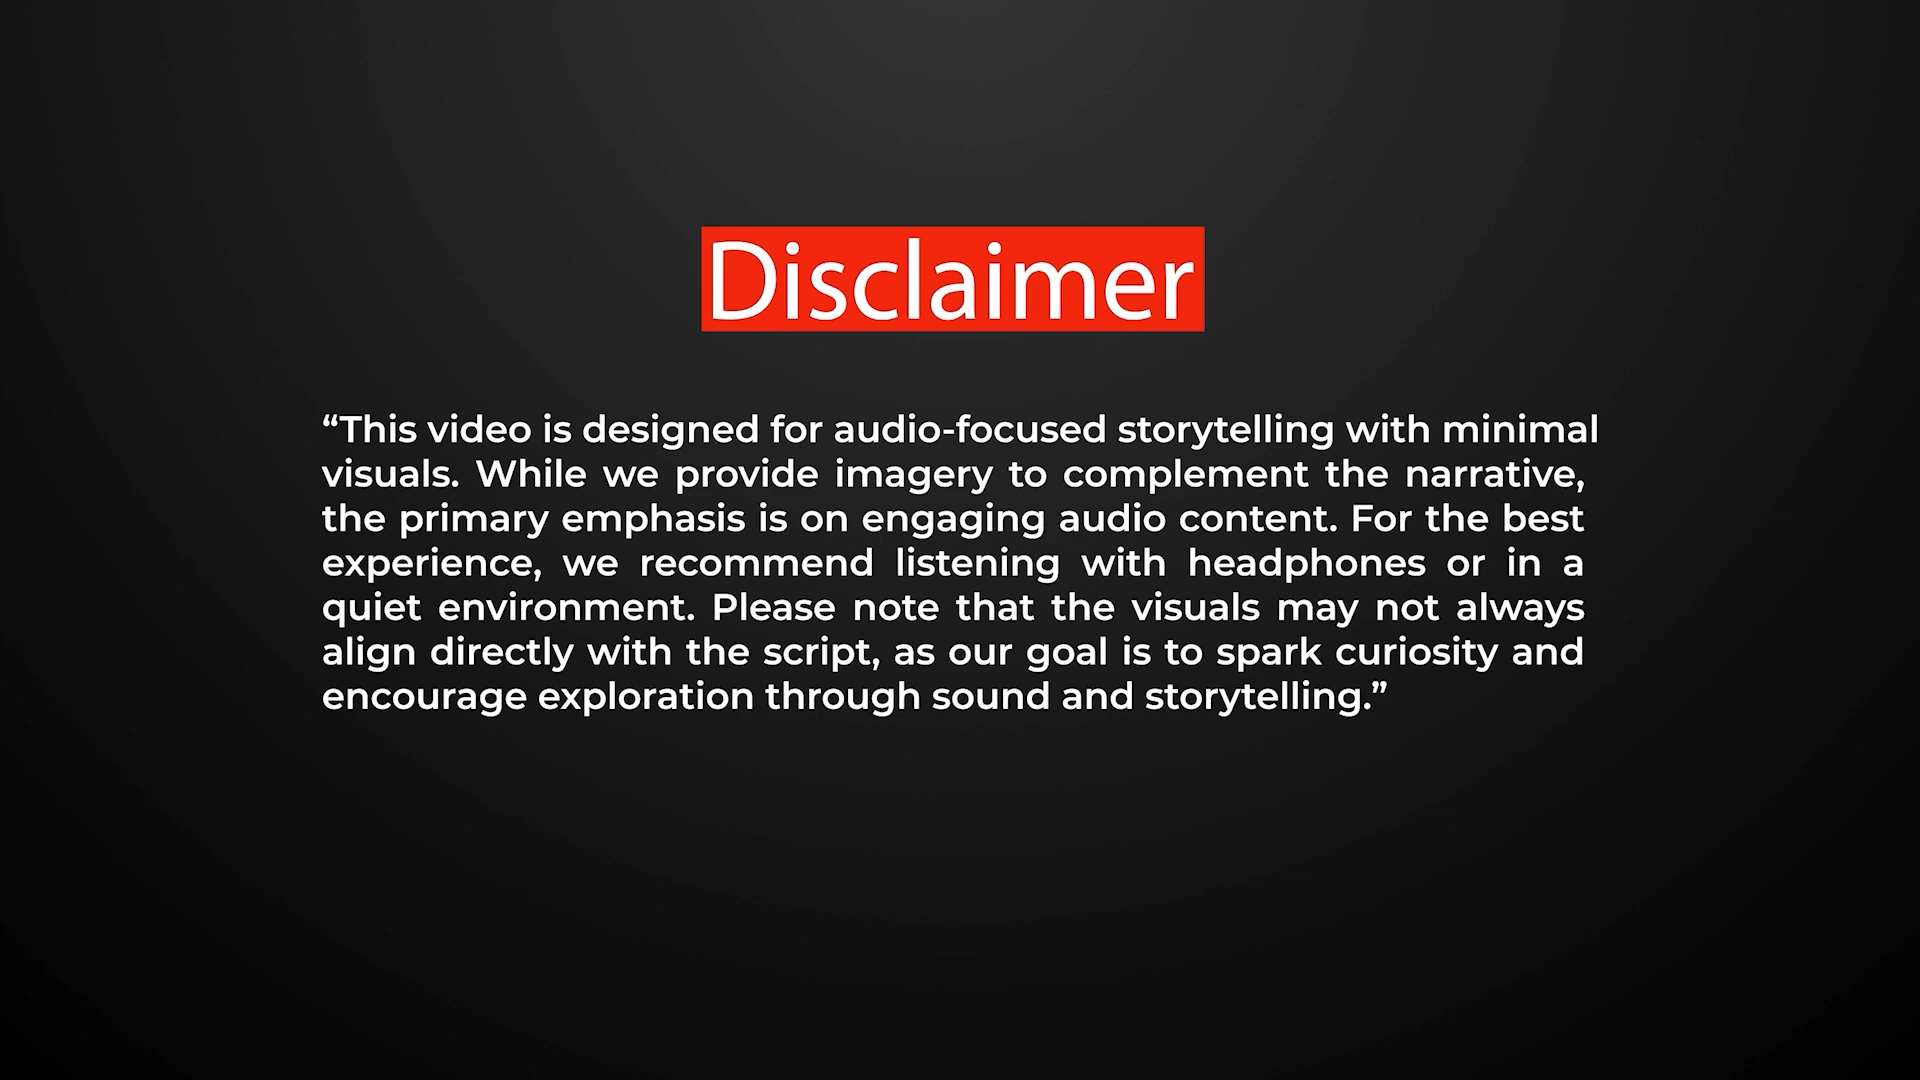 Disclaimer
“This video is designed for audio-focused storytelling with minimal
visuals. While we provide imagery to complement the narrative,
the primary emphasis is on engaging audio content. For the best
experience, we recommend listening with headphones or in a
quiet environment. Please note that the visuals may not always
align directly with the script, as our goal is to spark curiosity and
encourage exploration through sound and storytelling.”